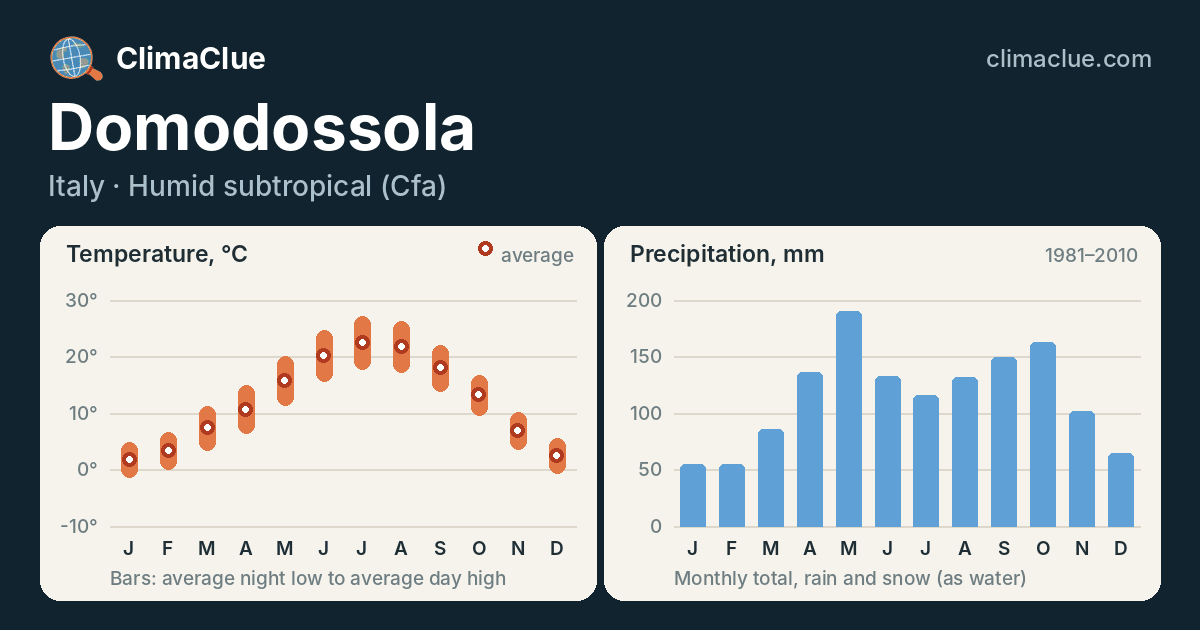 ClimaClue
climaclue.com
Domodossola
Italy · Humid subtropical (Cfa)
Temperature, °C
average
30°
20°
10°
0°
-10°
J F M A M J J A S O N D
Bars: average night low to average day high
Precipitation, mm
1981–2010
200
150
100
50
0
J F M A M J J A S O N D
Monthly total, rain and snow (as water)